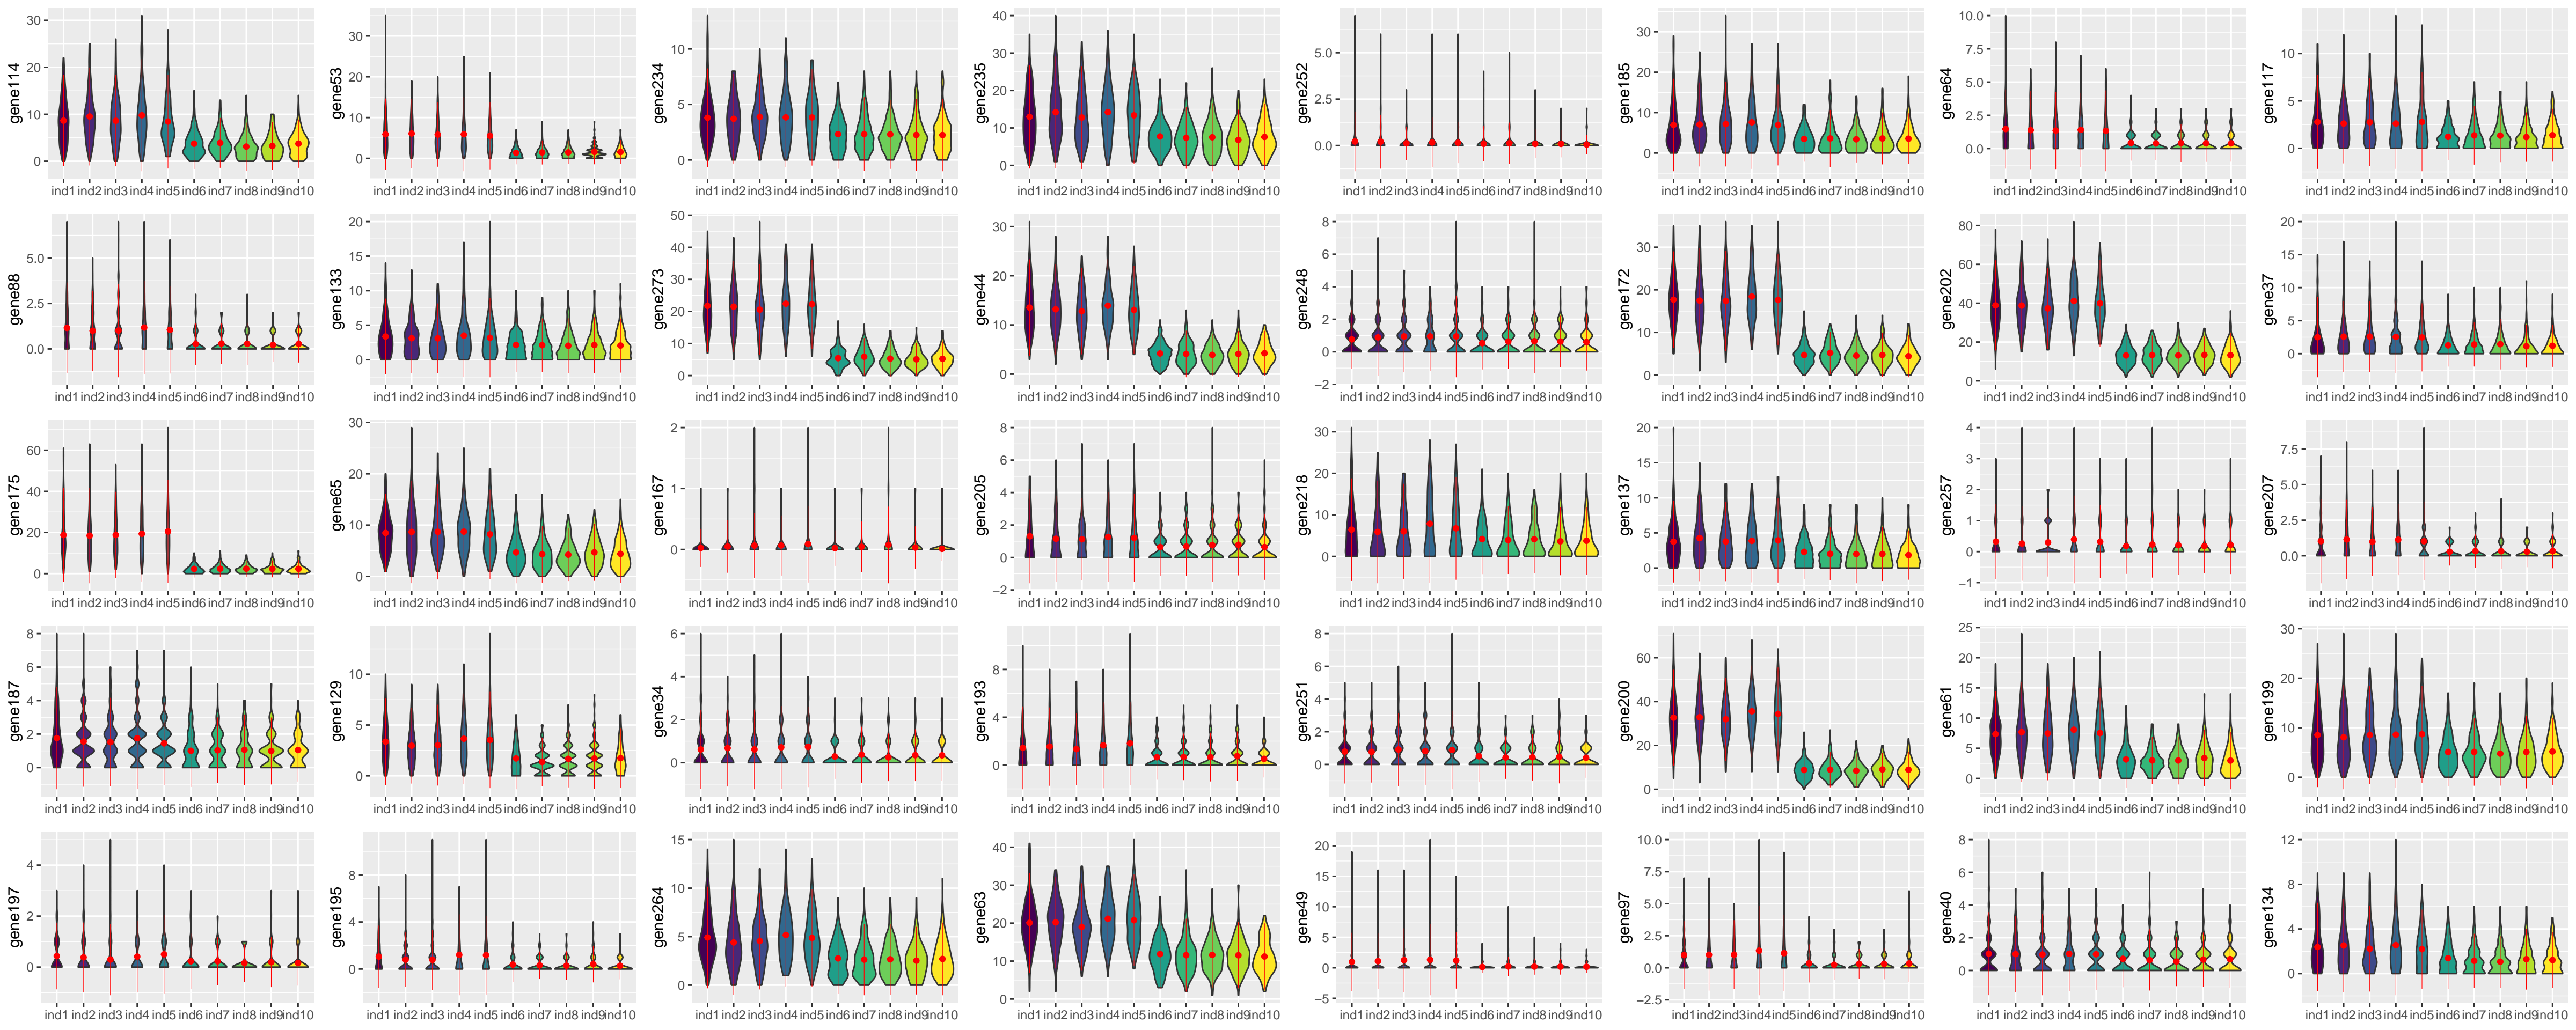 gene114
30
20
10
0
ind1 ind2 ind3 ind4 ind5 ind6 ind7 ind8 ind9 ind10
gene53
30
20
10
0
ind1 ind2 ind3 ind4 ind5 ind6 ind7 ind8 ind9 ind10
gene234
10
5
0
ind1 ind2 ind3 ind4 ind5 ind6 ind7 ind8 ind9 ind10
gene235
40
30
20
10
0
ind1 ind2 ind3 ind4 ind5 ind6 ind7 ind8 ind9 ind10
gene252
5.0
2.5
0.0
ind1 ind2 ind3 ind4 ind5 ind6 ind7 ind8 ind9 ind10
gene185
30
20
10
0
ind1 ind2 ind3 ind4 ind5 ind6 ind7 ind8 ind9 ind10
gene64
10.0
7.5
5.0
2.5
0.0
ind1 ind2 ind3 ind4 ind5 ind6 ind7 ind8 ind9 ind10
gene117
10
5
0
ind1 ind2 ind3 ind4 ind5 ind6 ind7 ind8 ind9 ind10
gene88
5.0
2.5
0.0
ind1 ind2 ind3 ind4 ind5 ind6 ind7 ind8 ind9 ind10
gene133
20
15
10
5
0
ind1 ind2 ind3 ind4 ind5 ind6 ind7 ind8 ind9 ind10
gene273
50
40
30
20
10
0
ind1 ind2 ind3 ind4 ind5 ind6 ind7 ind8 ind9 ind10
gene44
30
20
10
0
ind1 ind2 ind3 ind4 ind5 ind6 ind7 ind8 ind9 ind10
gene248
8
6
4
2
0
−2
ind1 ind2 ind3 ind4 ind5 ind6 ind7 ind8 ind9 ind10
gene172
30
20
10
0
ind1 ind2 ind3 ind4 ind5 ind6 ind7 ind8 ind9 ind10
gene202
80
60
40
20
0
ind1 ind2 ind3 ind4 ind5 ind6 ind7 ind8 ind9 ind10
gene37
20
15
10
5
0
ind1 ind2 ind3 ind4 ind5 ind6 ind7 ind8 ind9 ind10
gene175
60
40
20
0
ind1 ind2 ind3 ind4 ind5 ind6 ind7 ind8 ind9 ind10
gene65
30
20
10
0
ind1 ind2 ind3 ind4 ind5 ind6 ind7 ind8 ind9 ind10
gene167
2
1
0
ind1 ind2 ind3 ind4 ind5 ind6 ind7 ind8 ind9 ind10
gene205
8
6
4
2
0
−2
ind1 ind2 ind3 ind4 ind5 ind6 ind7 ind8 ind9 ind10
gene218
30
20
10
0
ind1 ind2 ind3 ind4 ind5 ind6 ind7 ind8 ind9 ind10
gene137
20
15
10
5
0
ind1 ind2 ind3 ind4 ind5 ind6 ind7 ind8 ind9 ind10
gene257
4
3
2
1
0
−1
ind1 ind2 ind3 ind4 ind5 ind6 ind7 ind8 ind9 ind10
gene207
7.5
5.0
2.5
0.0
ind1 ind2 ind3 ind4 ind5 ind6 ind7 ind8 ind9 ind10
gene187
8
6
4
2
0
ind1 ind2 ind3 ind4 ind5 ind6 ind7 ind8 ind9 ind10
gene129
10
5
0
ind1 ind2 ind3 ind4 ind5 ind6 ind7 ind8 ind9 ind10
gene34
6
4
2
0
ind1 ind2 ind3 ind4 ind5 ind6 ind7 ind8 ind9 ind10
gene193
8
4
0
ind1 ind2 ind3 ind4 ind5 ind6 ind7 ind8 ind9 ind10
gene251
8
6
4
2
0
ind1 ind2 ind3 ind4 ind5 ind6 ind7 ind8 ind9 ind10
gene200
60
40
20
0
ind1 ind2 ind3 ind4 ind5 ind6 ind7 ind8 ind9 ind10
gene61
25
20
15
10
5
0
ind1 ind2 ind3 ind4 ind5 ind6 ind7 ind8 ind9 ind10
gene199
30
20
10
0
ind1 ind2 ind3 ind4 ind5 ind6 ind7 ind8 ind9 ind10
gene197
4
2
0
ind1 ind2 ind3 ind4 ind5 ind6 ind7 ind8 ind9 ind10
gene195
8
4
0
ind1 ind2 ind3 ind4 ind5 ind6 ind7 ind8 ind9 ind10
gene264
15
10
5
0
ind1 ind2 ind3 ind4 ind5 ind6 ind7 ind8 ind9 ind10
gene63
40
30
20
10
0
ind1 ind2 ind3 ind4 ind5 ind6 ind7 ind8 ind9 ind10
gene49
20
15
10
5
0
−5
ind1 ind2 ind3 ind4 ind5 ind6 ind7 ind8 ind9 ind10
gene97
10.0
7.5
5.0
2.5
0.0
−2.5
ind1 ind2 ind3 ind4 ind5 ind6 ind7 ind8 ind9 ind10
gene40
8
6
4
2
0
ind1 ind2 ind3 ind4 ind5 ind6 ind7 ind8 ind9 ind10
gene134
12
9
6
3
0
ind1 ind2 ind3 ind4 ind5 ind6 ind7 ind8 ind9 ind10